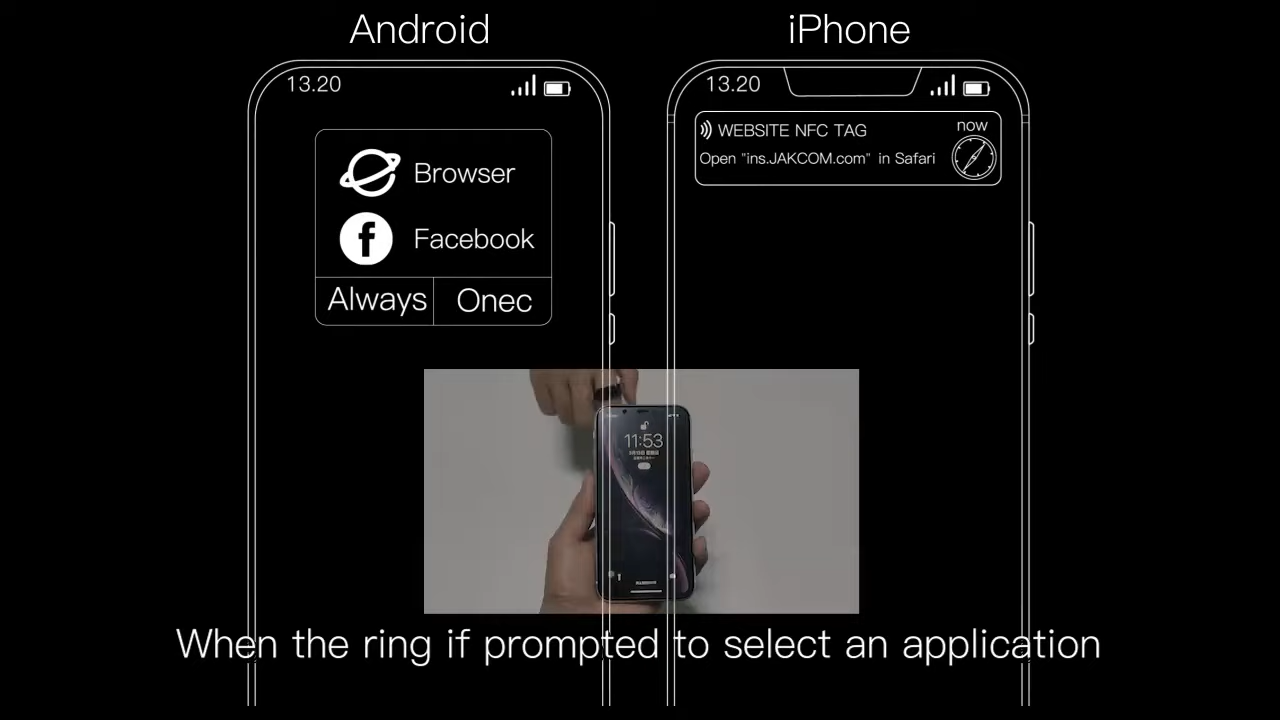 Android
iPhone
13.20
13.20
Browser
Facebook
Always
Onec
WEBSITE NFC TAG
now
Open "ins.JAKCOM.com" in Safari
11:53
When the ring if prompted to select an application